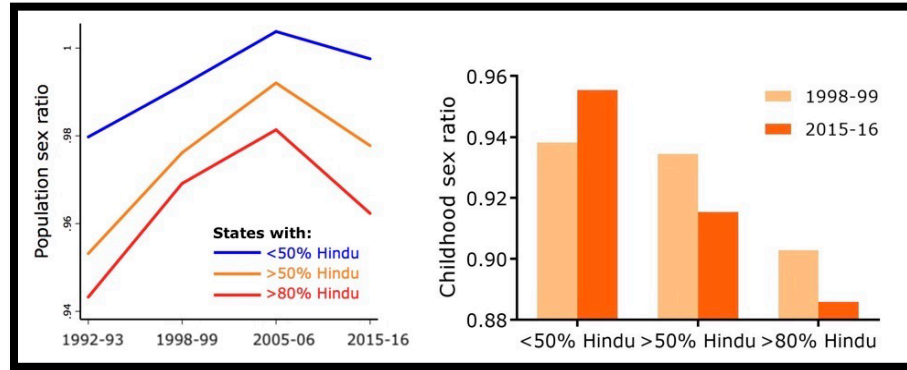 Population sex ratio
1
.98
.96
.94
States with:
<50% Hindu
>50% Hindu
>80% Hindu
1992-93 1998-99 2005-06 2015-16
Childhood sex ratio
0.96
0.94
0.92
0.90
0.88
1998-99
2015-16
<50% Hindu >50% Hindu >80% Hindu